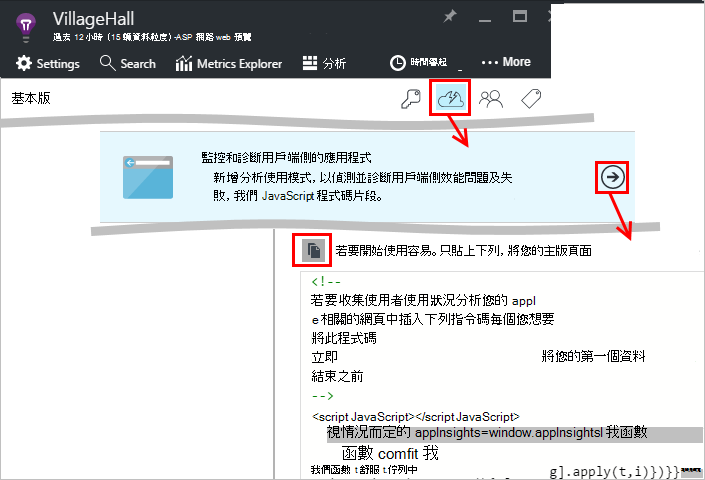 VillageHall
過去 12 小時 (15 蠣資料粒度) -ASP 網路 web 預覽
Settings
Search
Metrics Explorer
分析
時間響起
More
基本版
監控和診斷用戶端側的應用程式
新增分析使用模式，以偵測並診斷用戶端側效能問題及失
敗，我們 JavaScript 程式碼片段。
若要開始使用容易。只貼上下列，將您的主版頁面
<!--
若要收集使用者使用狀況分析您的 appl
e 相關的網頁中插入下列指令碼每個您想要
將此程式碼
立即 將您的第一個資料
結束之前
-->
<script JavaScript></script JavaScript>
視情況而定的 appInsights=window.appInsightsl 我函數
函數 comfit 我
我們函數 t 舒服 t.佇列中
g].apply(t,i)})}}